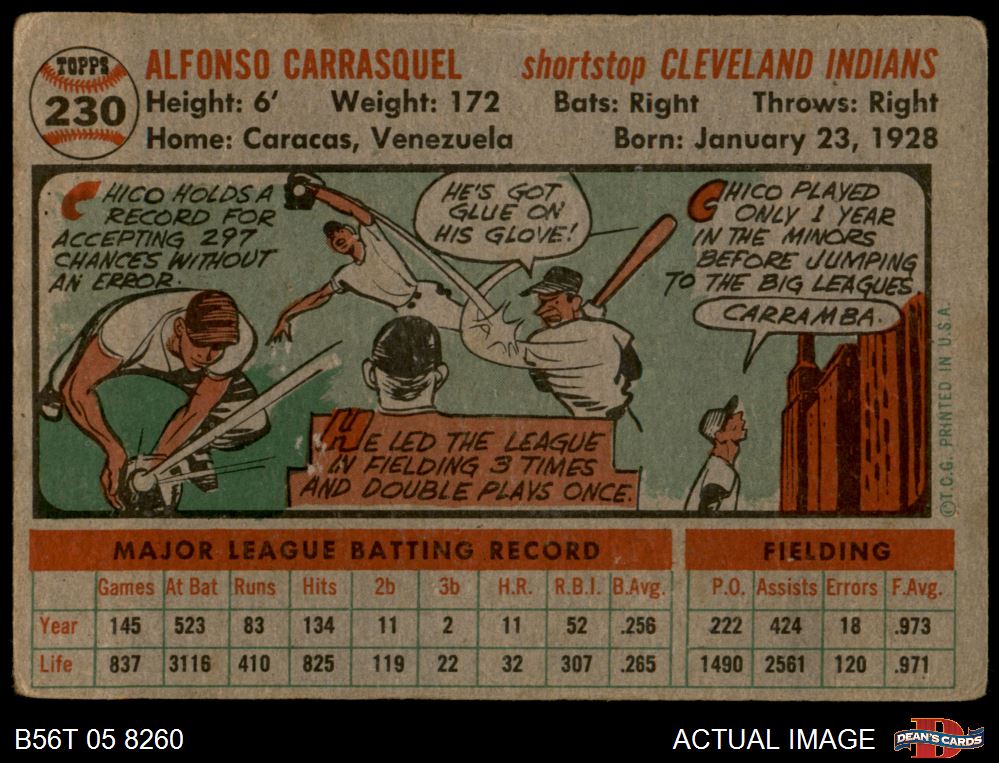 TOPPS
230
ALFONSO CARRASQUEL shortstop CLEVELAND INDIANS
Height: 6' Weight: 172 Bats: Right Throws: Right
Home: Caracas, Venezuela Born: January 23, 1928
CHICO HOLDS A
RECORD FOR
ACCEPTING 297
CHANCES WITHOUT
AN ERROR.
HE'S GOT
GLUE ON
HIS GLOVE!
CHICO PLAYED
ONLY 1 YEAR
IN THE MINORS
BEFORE JUMPING
TO THE BIG LEAGUES.
CARRAMBA.
HE LED THE LEAGUE
IN FIELDING 3 TIMES
AND DOUBLE PLAYS ONCE.
©T.C.G. PRINTED IN U.S.A.
MAJOR LEAGUE BATTING RECORD FIELDING
Games At Bat Runs Hits 2b 3b H.R. R.B.I. B.Avg. P.O. Assists Errors F.Avg.
Year 145 523 83 134 11 2 11 52 .256 222 424 18 .973
Life 837 3116 410 825 119 22 32 307 .265 1490 2561 120 .971
B56T 05 8260 ACTUAL IMAGE DEAN'S CARDS